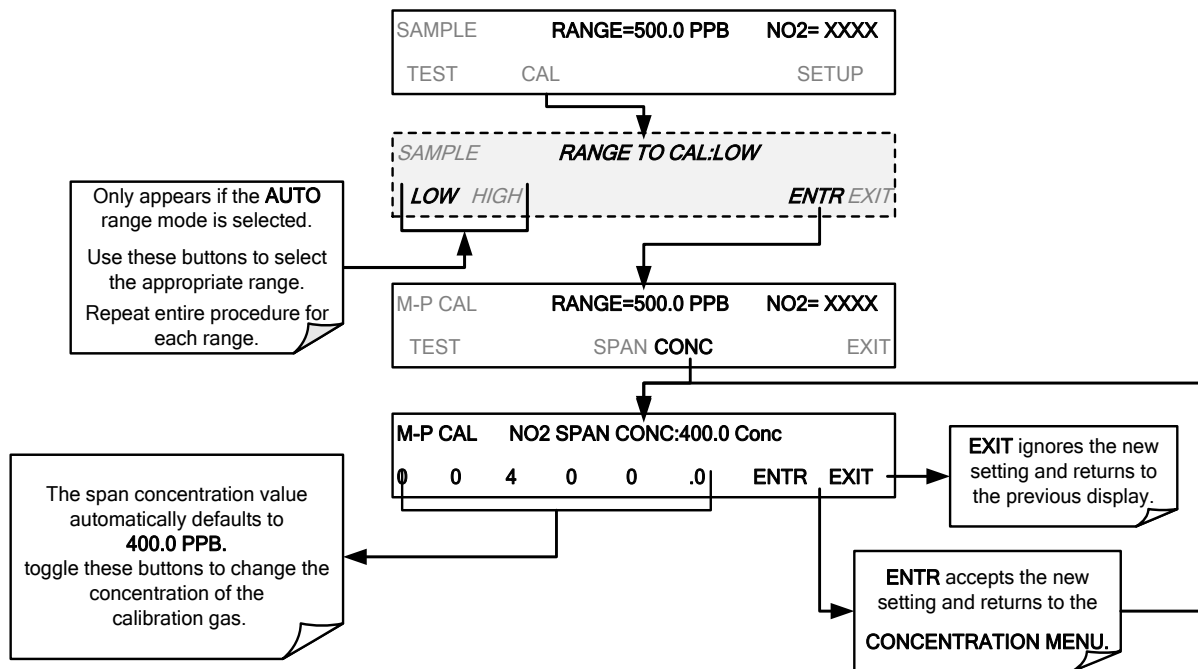 SAMPLE RANGE=500.0 PPB NO2= XXXX
TEST CAL SETUP
SAMPLE RANGE TO CAL:LOW
LOW HIGH ENTR EXIT
Only appears if the AUTO
range mode is selected.
Use these buttons to select
the appropriate range.
Repeat entire procedure for
each range.
M-P CAL RANGE=500.0 PPB NO2= XXXX
TEST SPAN CONC EXIT
M-P CAL NO2 SPAN CONC:400.0 Conc
0 0 4 0 0 .0 ENTR EXIT
EXIT ignores the new
setting and returns to
the previous display.
The span concentration value
automatically defaults to
400.0 PPB.
toggle these buttons to change the
concentration of the
calibration gas.
ENTR accepts the new
setting and returns to the
CONCENTRATION MENU.